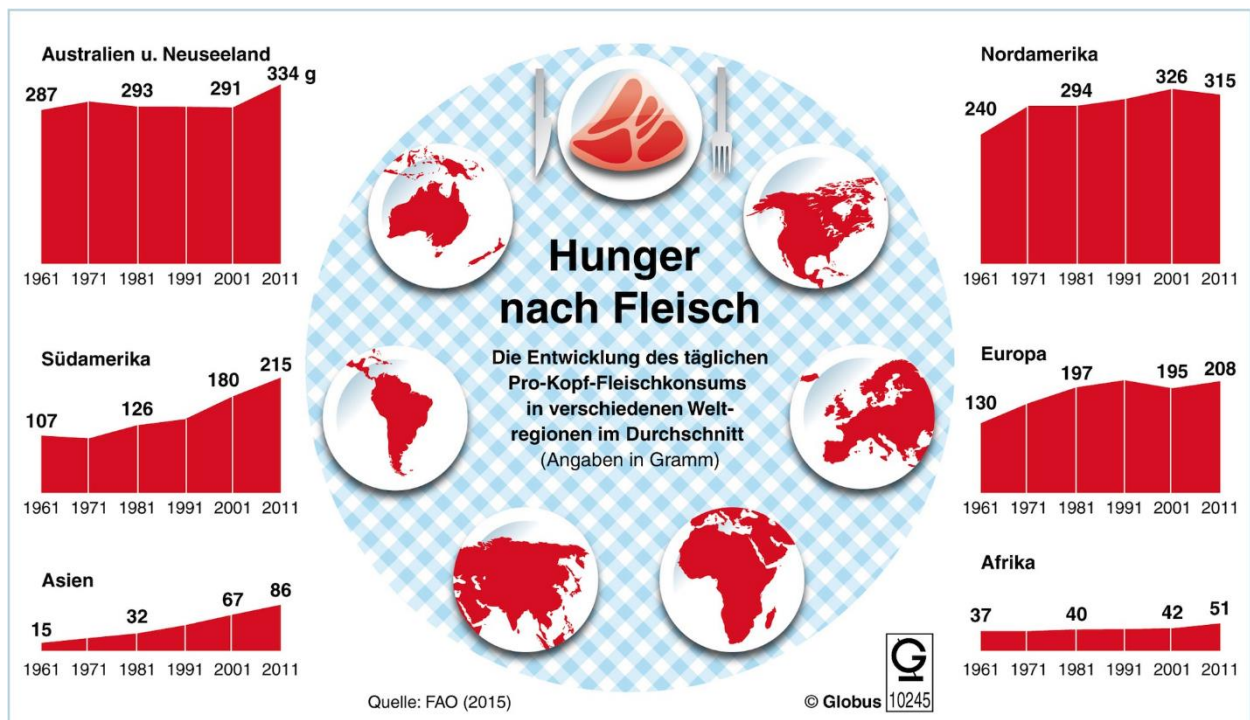 Australien u. Neuseeland
287 293 291 334 g
1961 1971 1981 1991 2001 2011
Südamerika
107 126 180 215
1961 1971 1981 1991 2001 2011
Asien
15 32 67 86
1961 1971 1981 1991 2001 2011
Hunger
nach Fleisch
Die Entwicklung des täglichen
Pro-Kopf-Fleischkonsums
in verschiedenen Welt-
regionen im Durchschnitt
(Angaben in Gramm)
Nordamerika
240 294 326 315
1961 1971 1981 1991 2001 2011
Europa
130 197 195 208
1961 1971 1981 1991 2001 2011
Afrika
37 40 42 51
1961 1971 1981 1991 2001 2011
Quelle: FAO (2015)
© Globus
G
10245